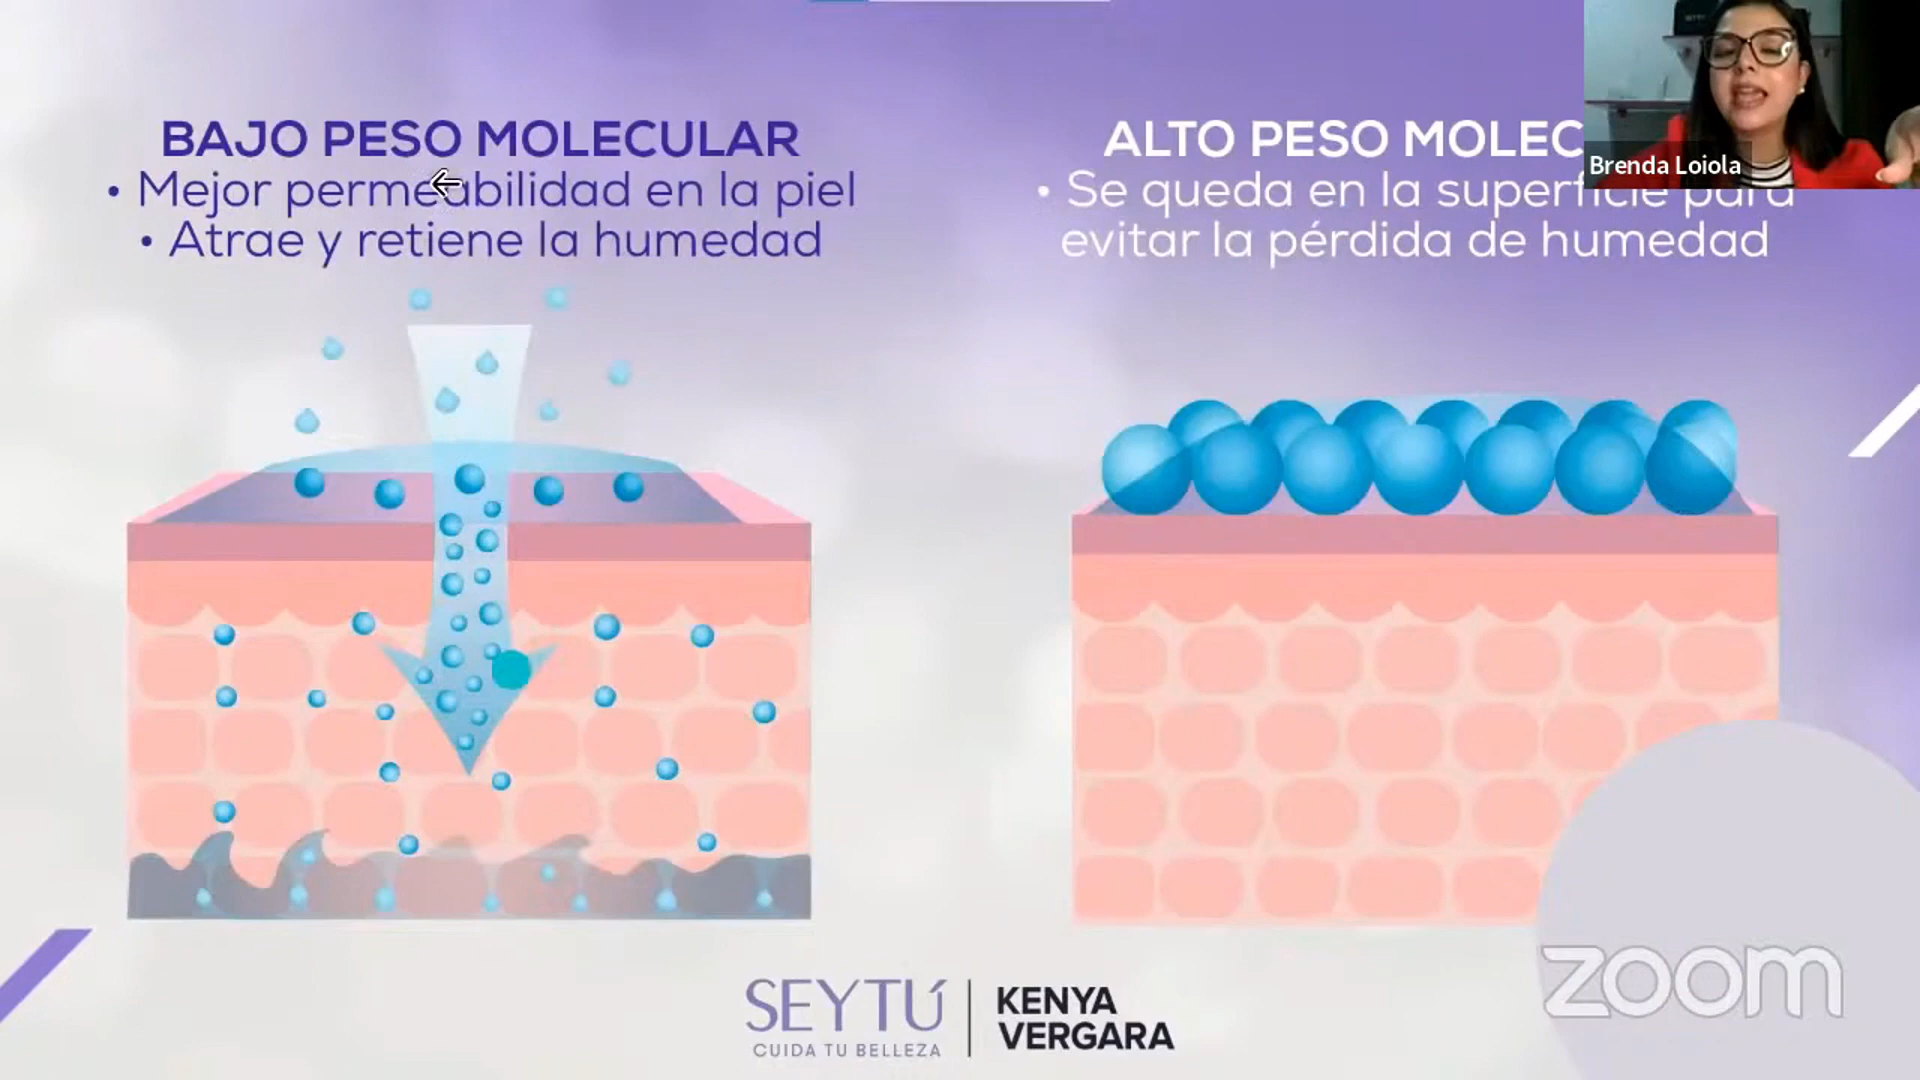 BAJO PESO MOLECULAR
• Mejor permeabilidad en la piel
• Atrae y retiene la humedad
ALTO PESO MOLEC
• Se queda en la superficie para
evitar la pérdida de humedad
Brenda Loiola
SEYTÚ
CUIDA TU BELLEZA
KENYA
VERGARA
zoom